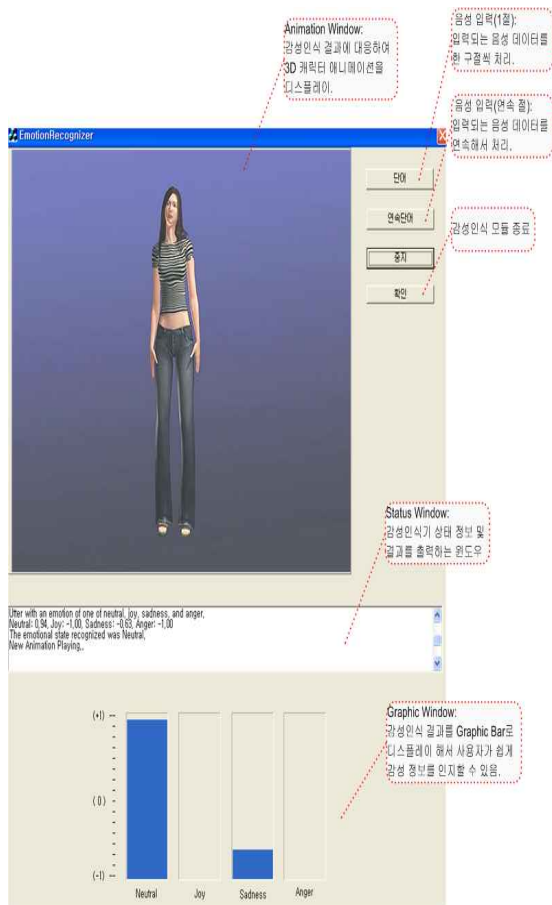 Animation Window:
감성인식 결과에 대응하여
3D 캐릭터 애니메이션을
디스플레이.
음성 입력(1절):
입력되는 음성 데이터를
한 구절씩 처리.
음성 입력(연속 절):
입력되는 음성 데이터를
연속해서 처리.
EmotionRecognizer
단어
연속단어
중지
확인
감성인식 모듈 종료
Status Window:
감성인식기 상태 정보 및
결과를 출력하는 윈도우
Utter with an emotion of one of neutral, joy, sadness, and anger,
Neutral: 0,94, Joy: -1,00, Sadness: -0,63, Anger: -1,00
The emotional state recognized was Neutral,
New Animation Playing,,
Graphic Window:
감성인식 결과를 Graphic Bar로
디스플레이 해서 사용자가 쉽게
감성 정보를 인지할 수 있음.
(+1)
( 0 )
(-1)
Neutral Joy Sadness Anger